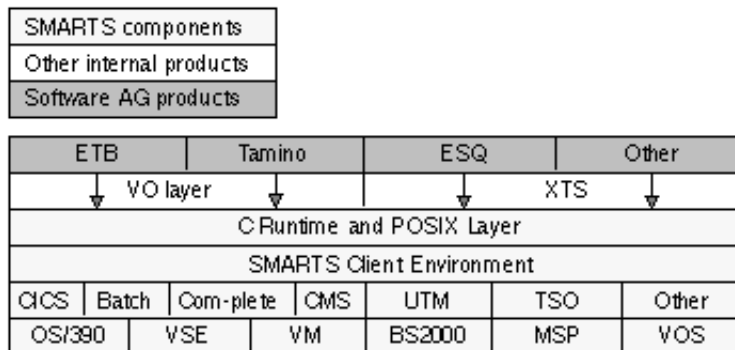 SMARTS components
Other internal products
Software AG products
ETB Tamino ESQ Other
VO layer XTS
C Runtime and POSIX Layer
SMARTS Client Environment
CICS Batch Com-plete CMS UTM TSO Other
OS/390 VSE VM BS2000 MSP VOS